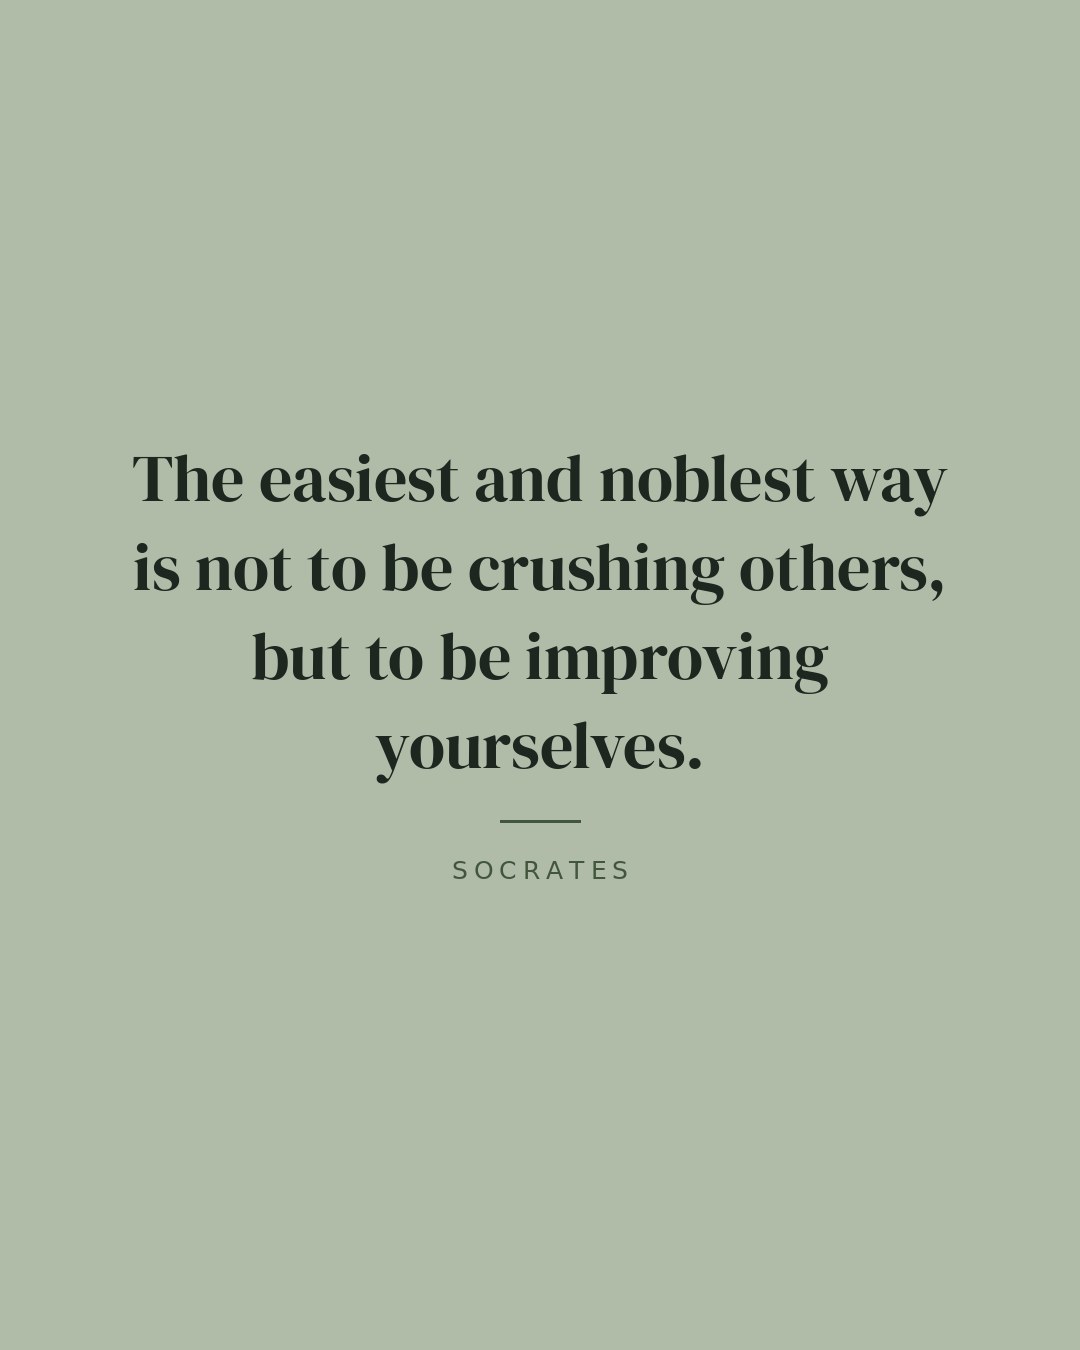 The easiest and noblest way
is not to be crushing others,
but to be improving
yourselves.
SOCRATES